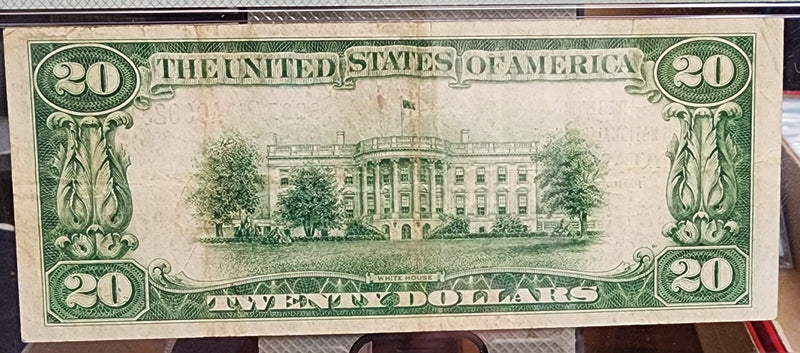 20 THE UNITED STATES OF AMERICA 20
WHITE HOUSE
20 TWENTY DOLLARS 20